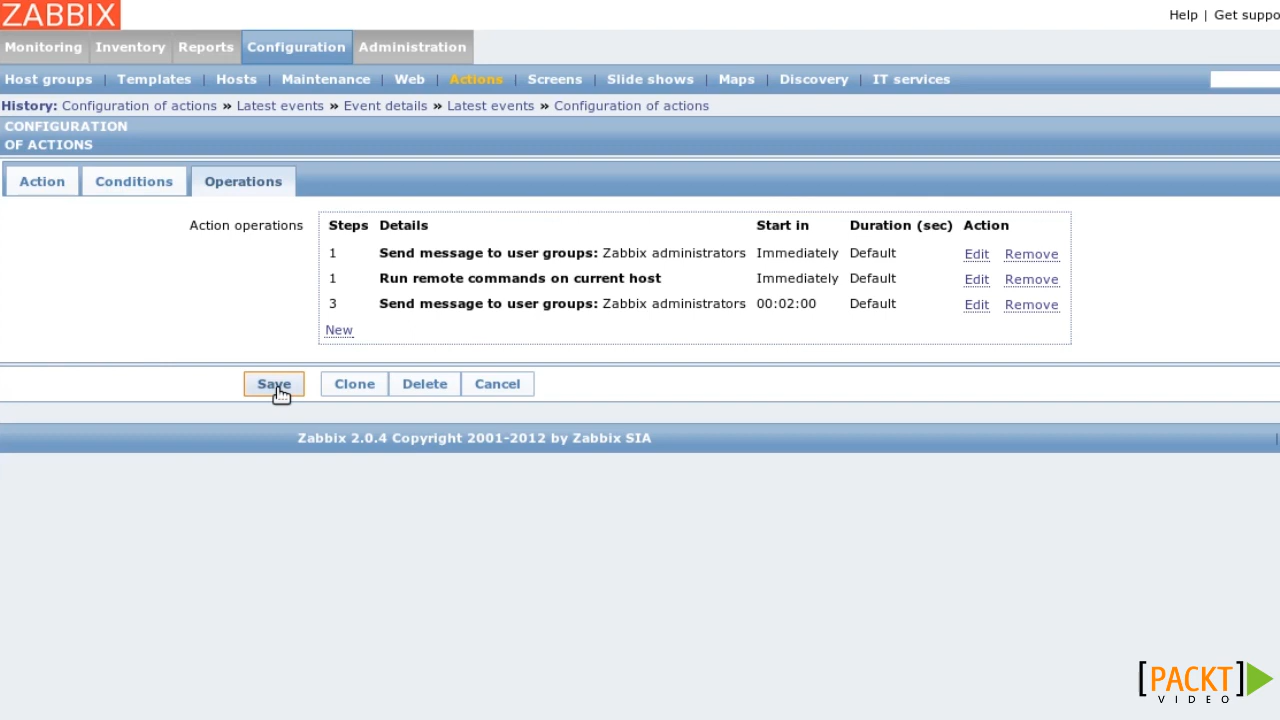 ZABBIX
Help | Get suppo
Monitoring Inventory Reports Configuration Administration
Host groups | Templates | Hosts | Maintenance | Web | Actions | Screens | Slide shows | Maps | Discovery | IT services
History: Configuration of actions » Latest events » Event details » Latest events » Configuration of actions
CONFIGURATION
OF ACTIONS
Action Conditions Operations
Action operations
Steps Details Start in Duration (sec) Action
1 Send message to user groups: Zabbix administrators Immediately Default Edit Remove
1 Run remote commands on current host Immediately Default Edit Remove
3 Send message to user groups: Zabbix administrators 00:02:00 Default Edit Remove
New
Save Clone Delete Cancel
Zabbix 2.0.4 Copyright 2001-2012 by Zabbix SIA |
[PACKT]
VIDEO